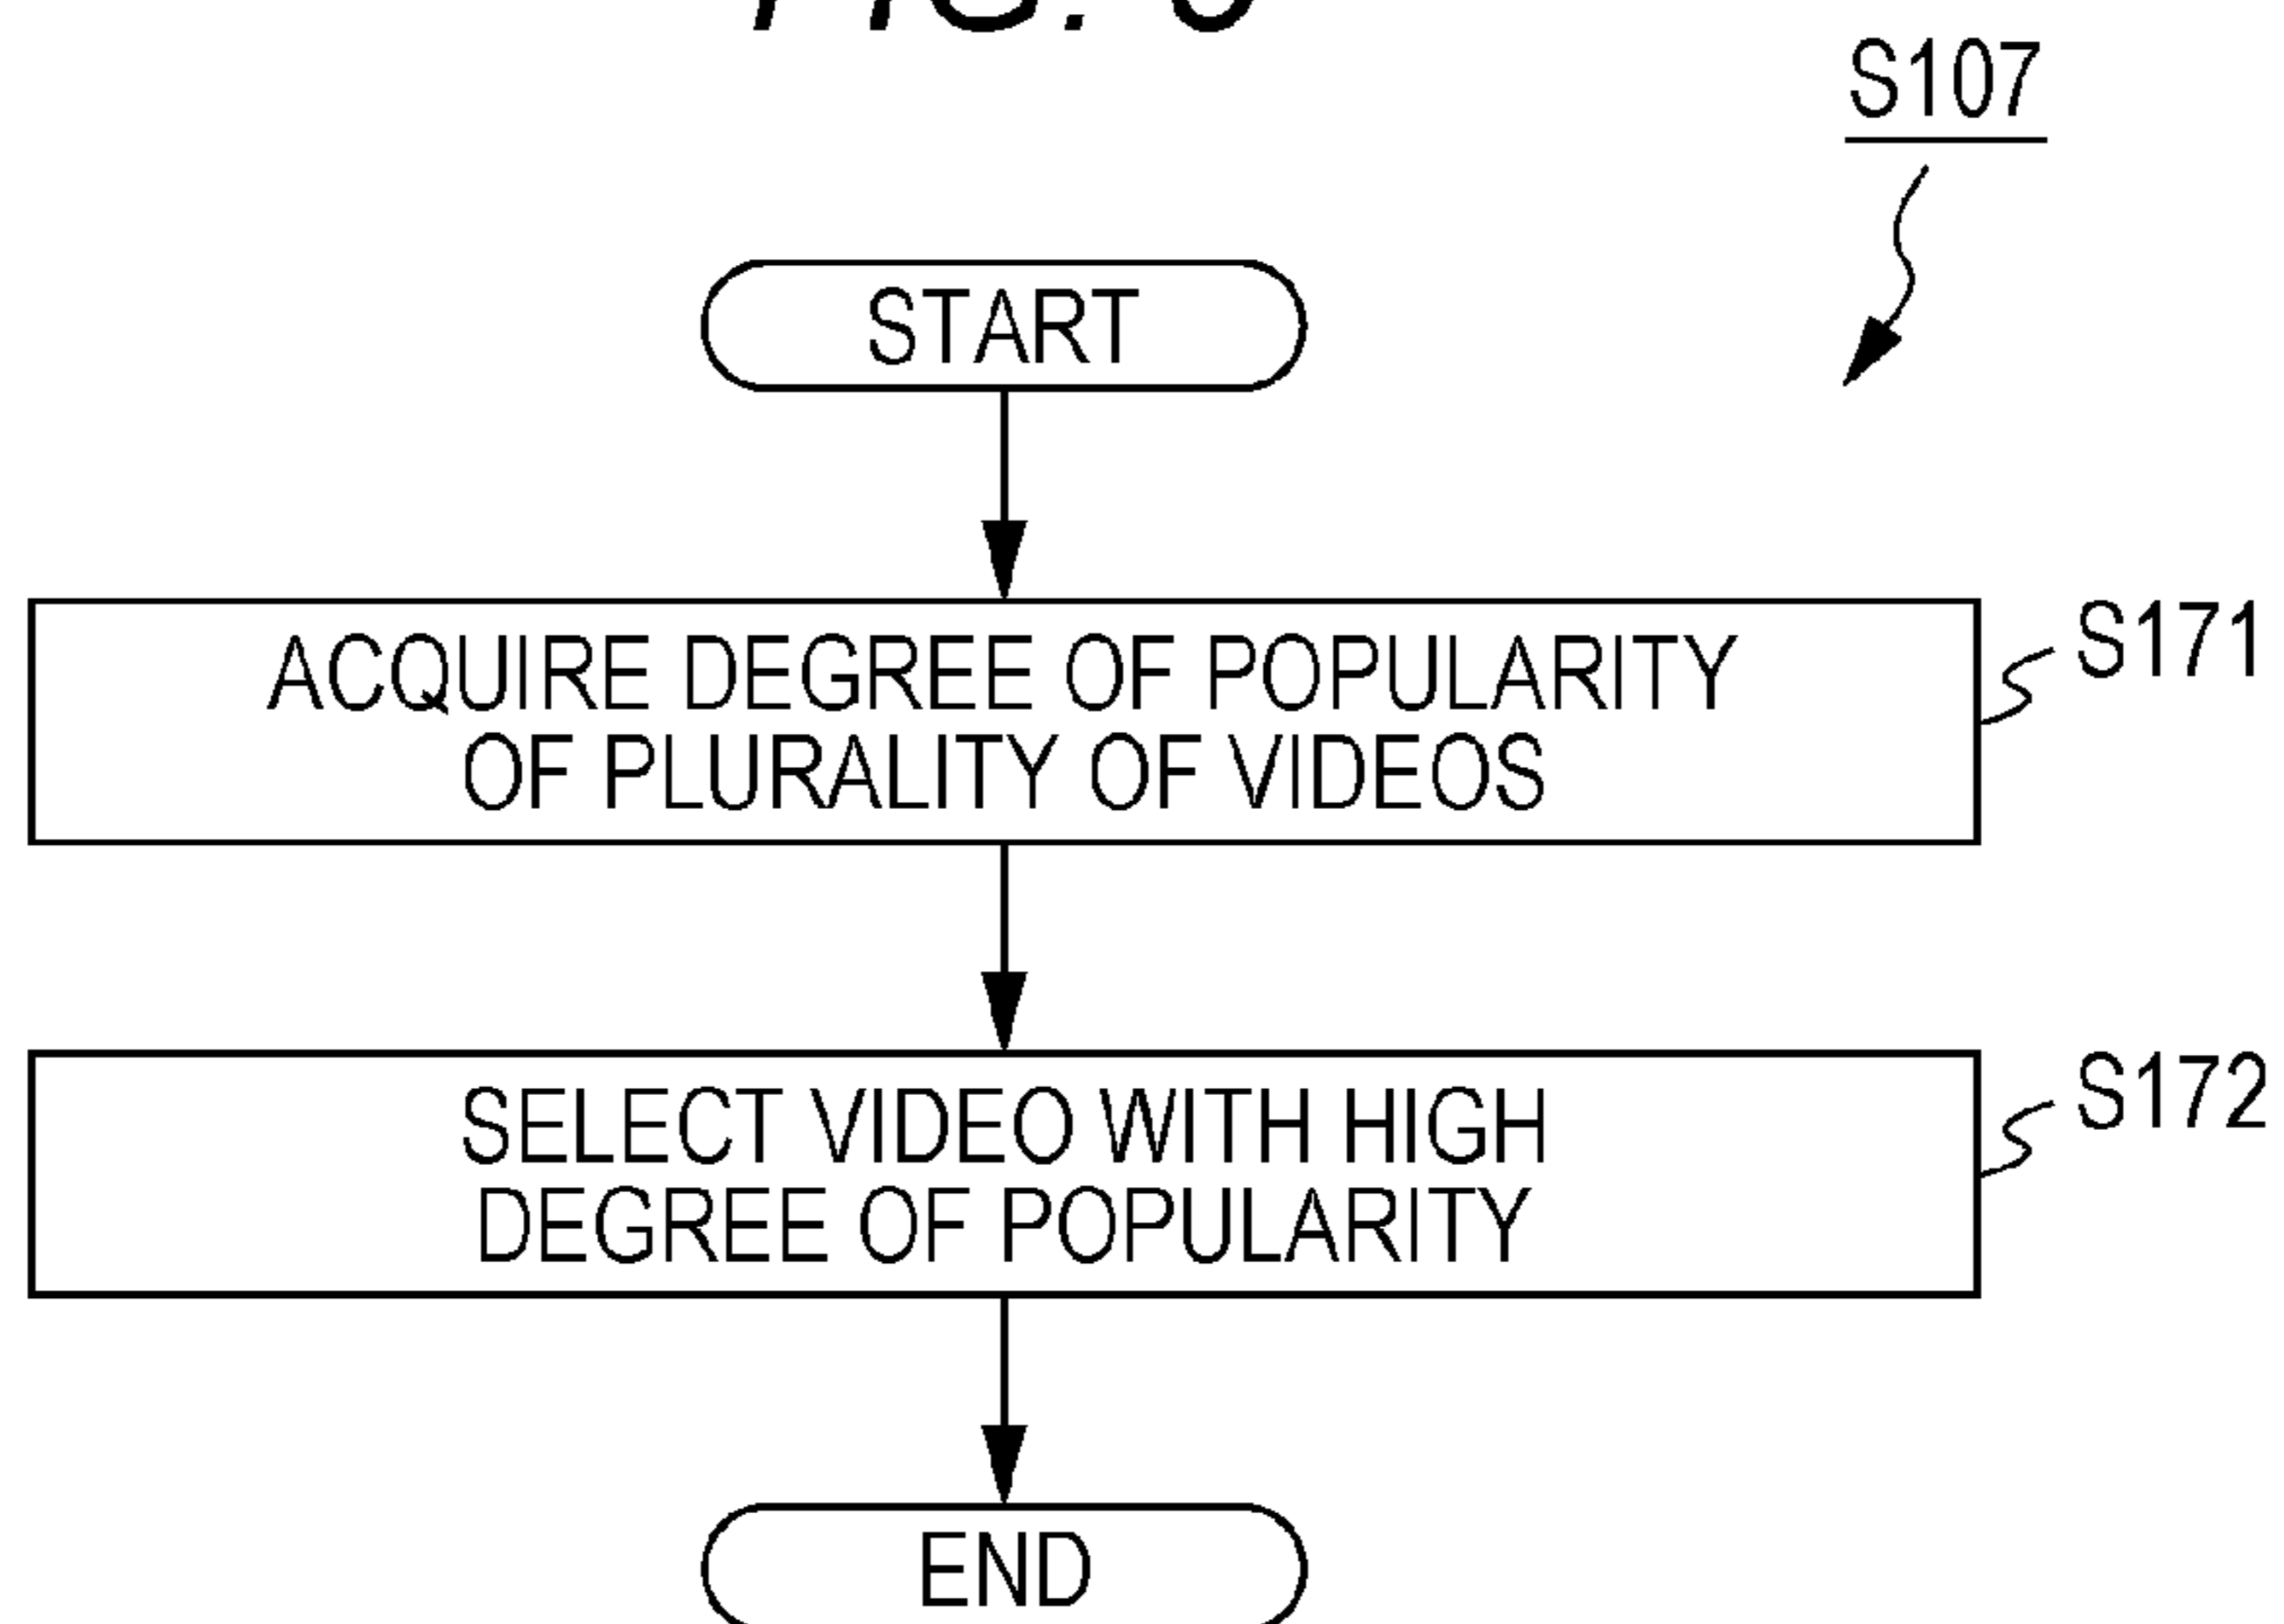 FIG.
S107
START
ACQUIRE DEGREE OF POPULARITY
OF PLURALITY OF VIDEOS
S171
SELECT VIDEO WITH HIGH
DEGREE OF POPULARITY
S172
END